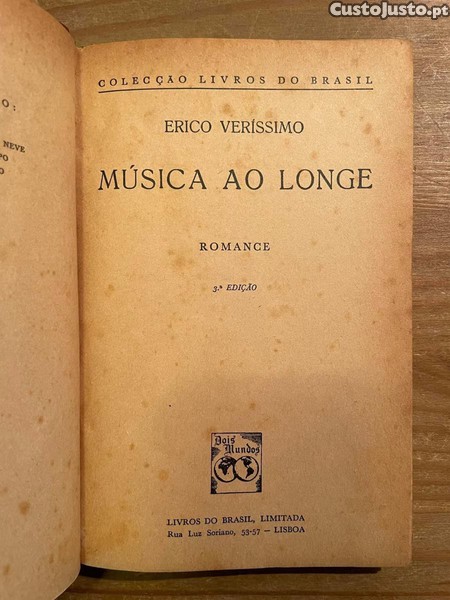 CustoJusto.pt
O:
NEVE
PO
O
COLECÇÃO LIVROS DO BRASIL
ERICO VERÍSSIMO
MÚSICA AO LONGE
ROMANCE
3.ª EDIÇÃO
Dois
Mundos
LIVROS DO BRASIL, LIMITADA
Rua Luz Soriano, 53-57 — LISBOA